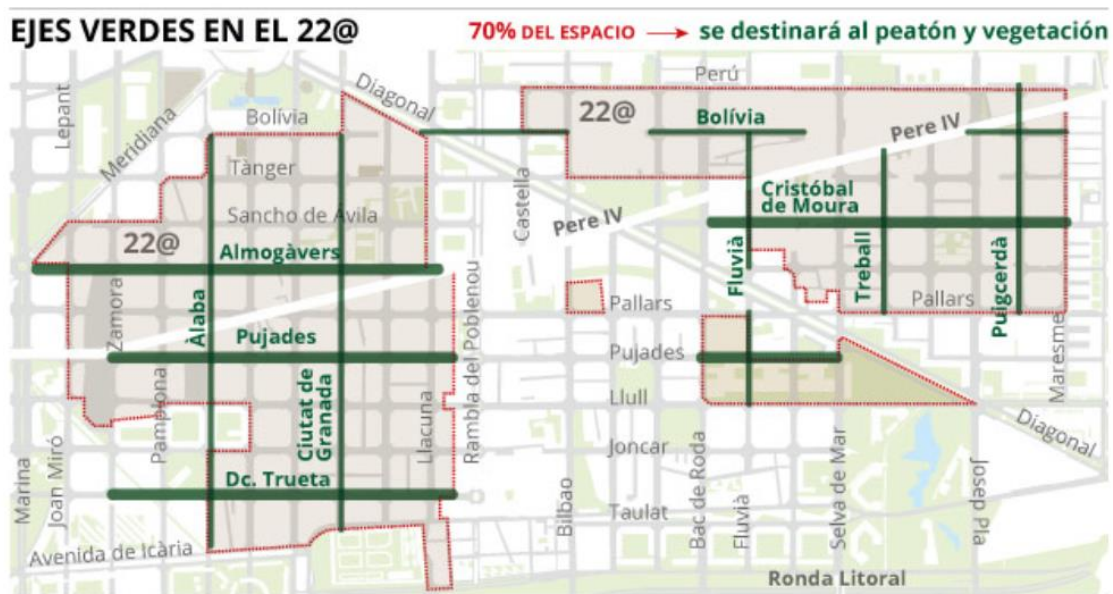 EJES VERDES EN EL 22@
70% DEL ESPACIO → se destinará al peatón y vegetación
Lepant
Meridiana
Bolívia
Diagonal
Tànger
Sancho de Ávila
22@
Almogàvers
Zamora
Àlaba
Pujades
Pamplona
Ciutat de
Granada
Llacuna
Rambla del Poblenou
Marina
Joan Miró
Dc. Trueta
Avenida de Icària
Perú
22@
Bolívia
Pere IV
Castella
Pere IV
Cristóbal
de Moura
Fluvià
Treball
Puigcerdà
Pallars
Pallars
Pujades
Llull
Maresme
Diagonal
Joncar
Bilbao
Taulat
Bac de Roda
Fluvià
Selva de Mar
Josep Pla
Ronda Litoral